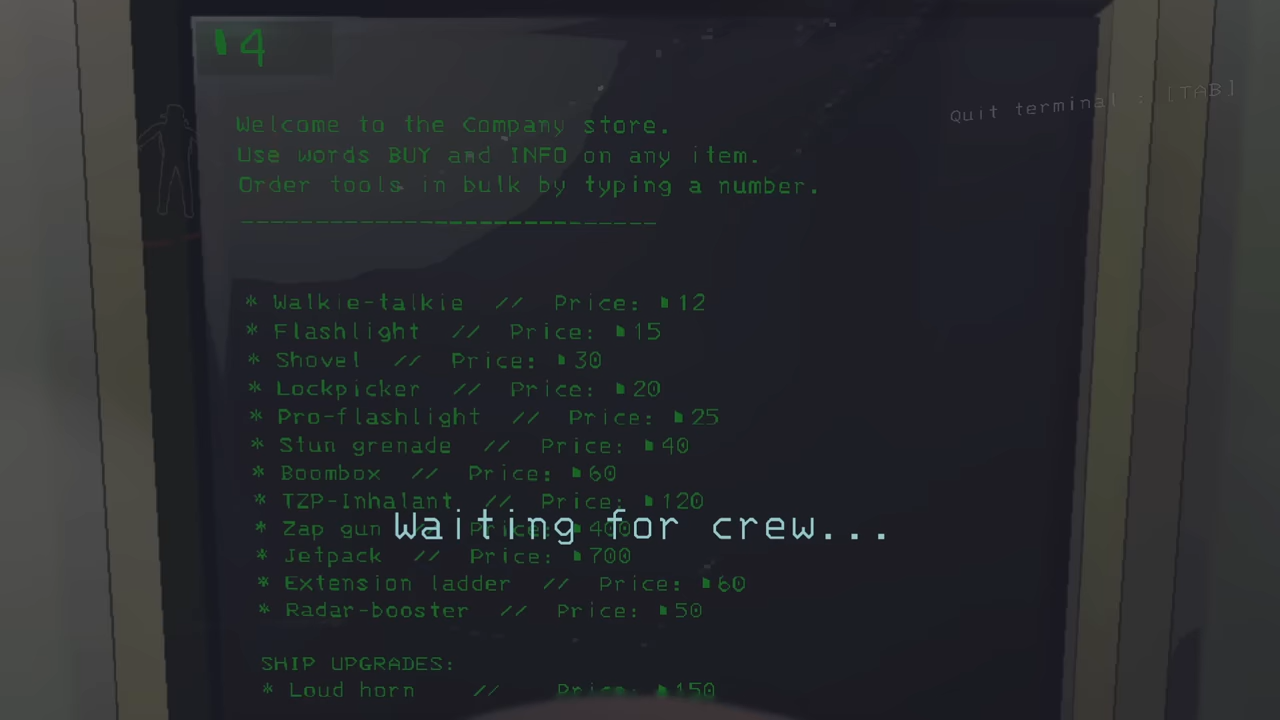 ▮4
Quit terminal : [TAB]
Welcome to the Company store.
Use words BUY and INFO on any item.
Order tools in bulk by typing a number.
----------------------------
* Walkie-talkie // Price: ▮12
* Flashlight // Price: ▮15
* Shovel // Price: ▮30
* Lockpicker // Price: ▮20
* Pro-flashlight // Price: ▮25
* Stun grenade // Price: ▮40
* Boombox // Price: ▮60
* TZP-Inhalant // Price: ▮120
* Zap gun // Price: ▮400
Waiting for crew...
* Jetpack // Price: ▮700
* Extension ladder // Price: ▮60
* Radar-booster // Price: ▮50
SHIP UPGRADES:
* Loud horn // Price: ▮150